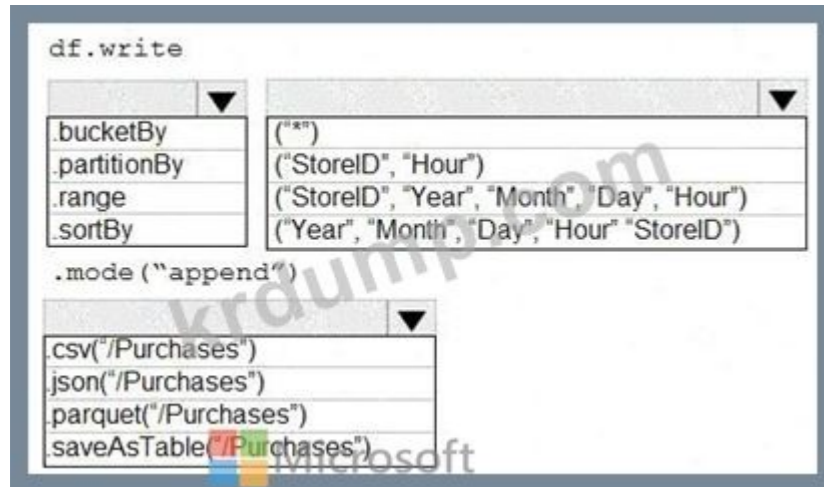 df.write
.bucketBy
.partitionBy
.range
.sortBy
("*")
("StoreID", "Hour")
("StoreID", "Year", "Month", "Day", "Hour")
("Year", "Month", "Day", "Hour" "StoreID")
.mode("append")
.csv("/Purchases")
.json("/Purchases")
.parquet("/Purchases")
.saveAsTable("/Purchases")
krdump.com
Microsoft